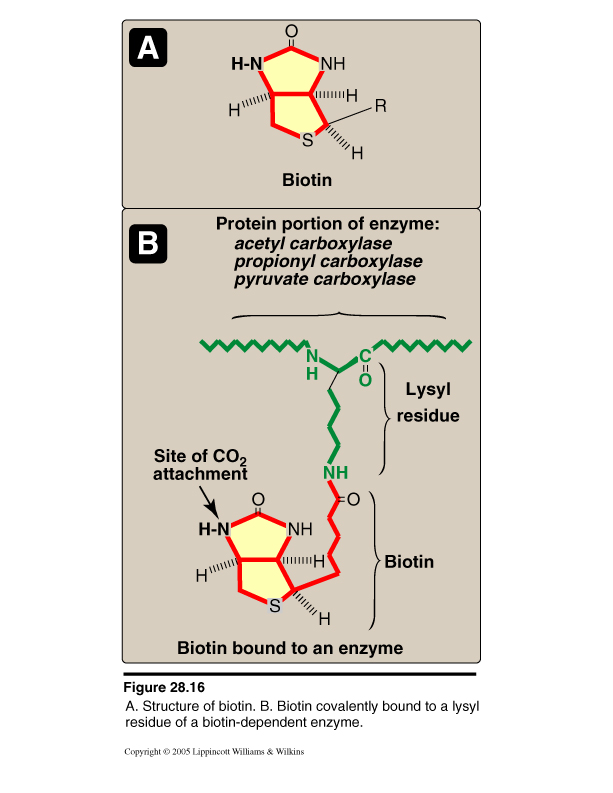 A
O
H-N
NH
H
H
R
S
H
Biotin
B
Protein portion of enzyme:
acetyl carboxylase
propionyl carboxylase
pyruvate carboxylase
N
H
C
O
Lysyl
residue
NH
Site of CO2
attachment
O
O
H-N
NH
H
H
Biotin
S
H
Biotin bound to an enzyme
Figure 28.16
A. Structure of biotin. B. Biotin covalently bound to a lysyl
residue of a biotin-dependent enzyme.
Copyright © 2005 Lippincott Williams & Wilkins